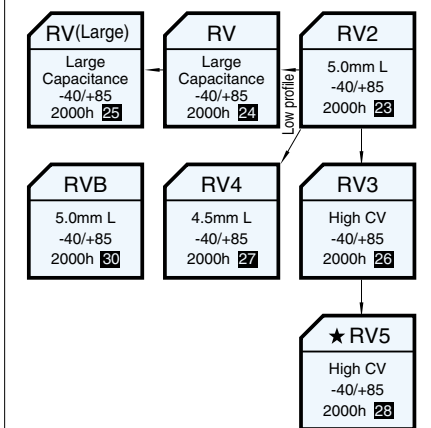 RV(Large)
Large
Capacitance
-40/+85
2000h 25
RV
Large
Capacitance
-40/+85
2000h 24
Low profile
RV2
5.0mm L
-40/+85
2000h 23
RVB
5.0mm L
-40/+85
2000h 30
RV4
4.5mm L
-40/+85
2000h 27
RV3
High CV
-40/+85
2000h 26
★ RV5
High CV
-40/+85
2000h 28